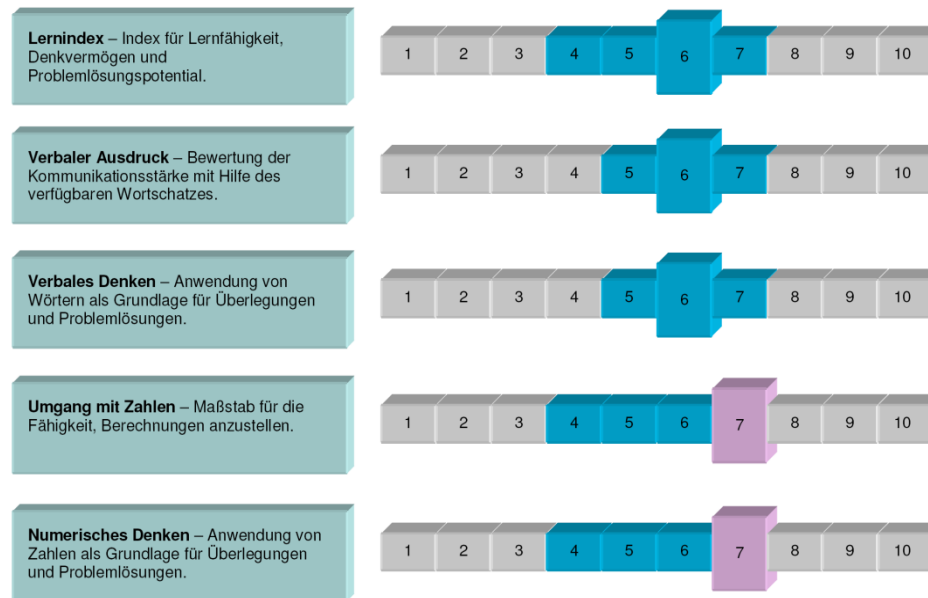 Lernindex – Index für Lernfähigkeit,
Denkvermögen und
Problemlösungspotential.
1 2 3 4 5 6 7 8 9 10
Verbaler Ausdruck – Bewertung der
Kommunikationsstärke mit Hilfe des
verfügbaren Wortschatzes.
1 2 3 4 5 6 7 8 9 10
Verbales Denken – Anwendung von
Wörtern als Grundlage für Überlegungen
und Problemlösungen.
1 2 3 4 5 6 7 8 9 10
Umgang mit Zahlen – Maßstab für die
Fähigkeit, Berechnungen anzustellen.
1 2 3 4 5 6 7 8 9 10
Numerisches Denken – Anwendung von
Zahlen als Grundlage für Überlegungen
und Problemlösungen.
1 2 3 4 5 6 7 8 9 10